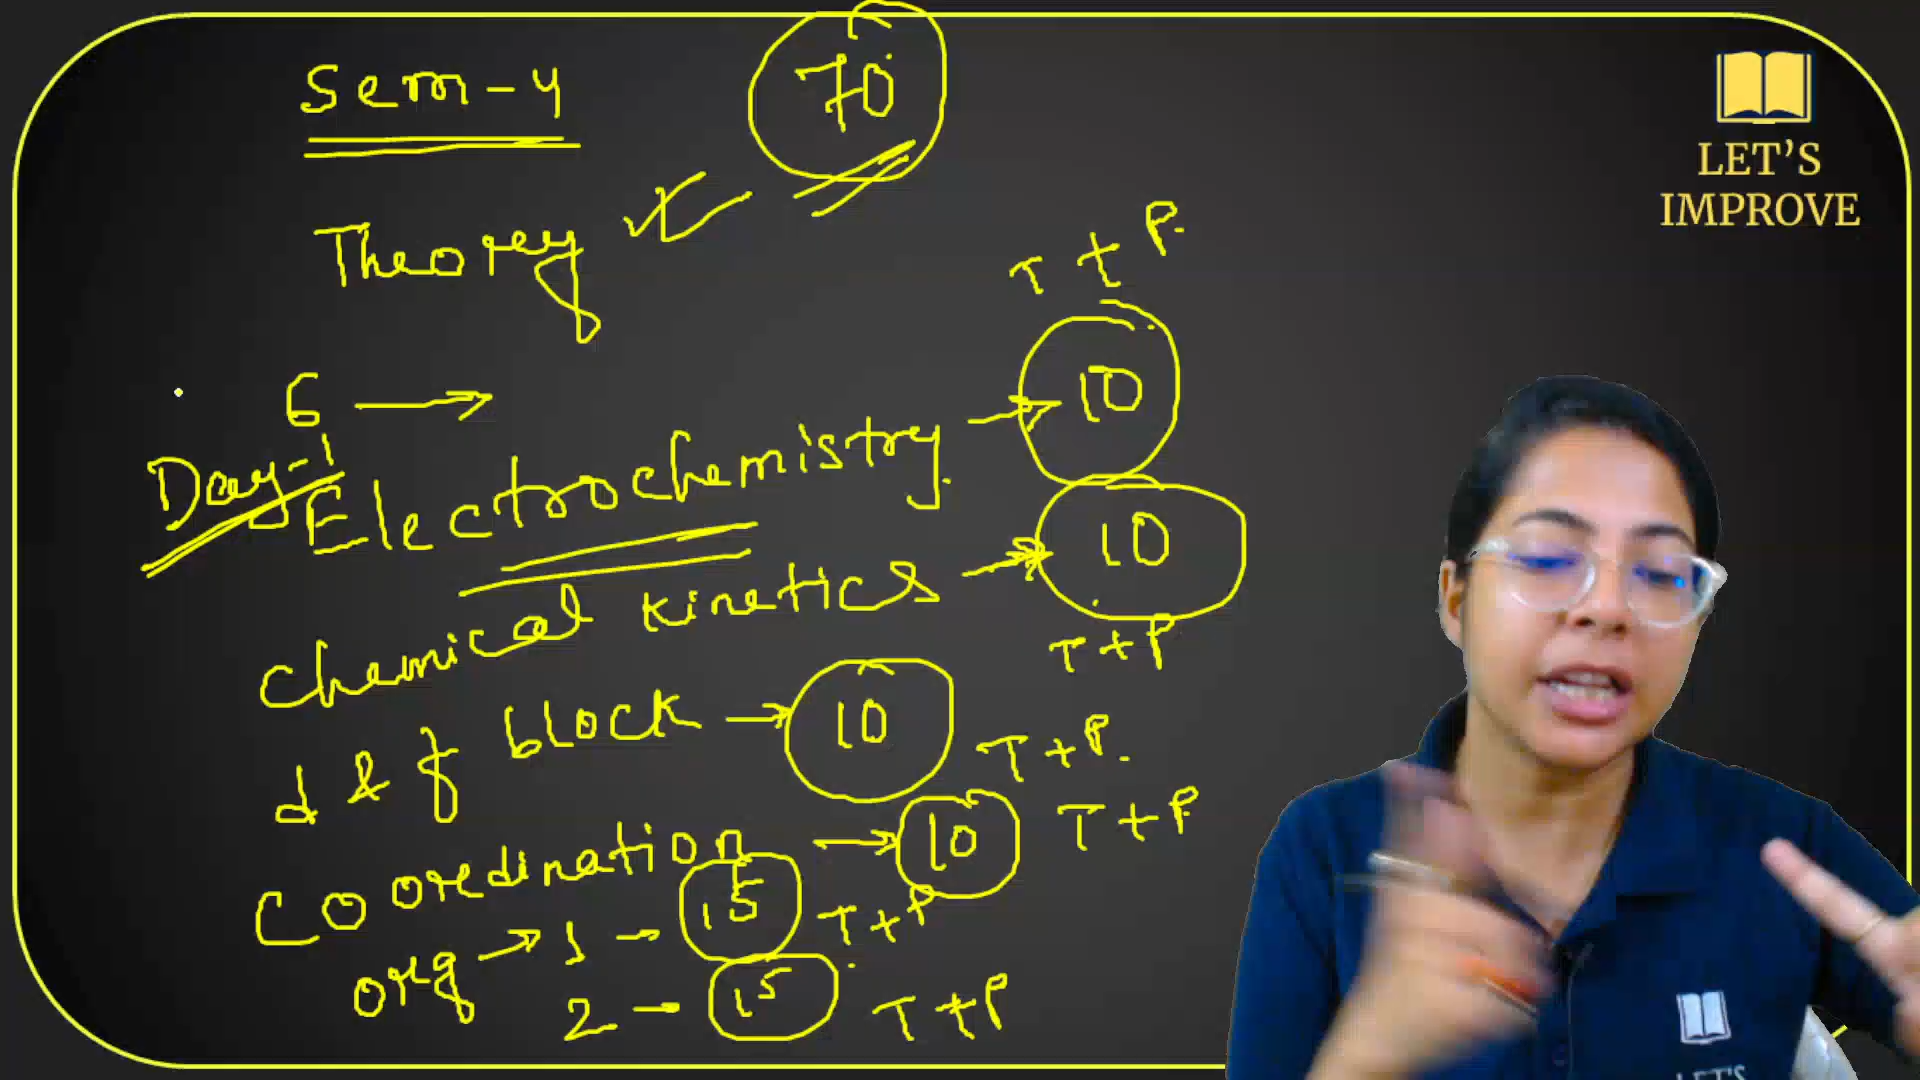 Sem-4
70
LET'S
IMPROVE
Theory
T + P.
6 →
10
Day-1
Electrochemistry →
chemical kinetics → 10
T + P
d & f block → 10
T + P.
Coordination → 10
T + P
org → 1 - 15
T + P
2 - 15
T + P
LET'S